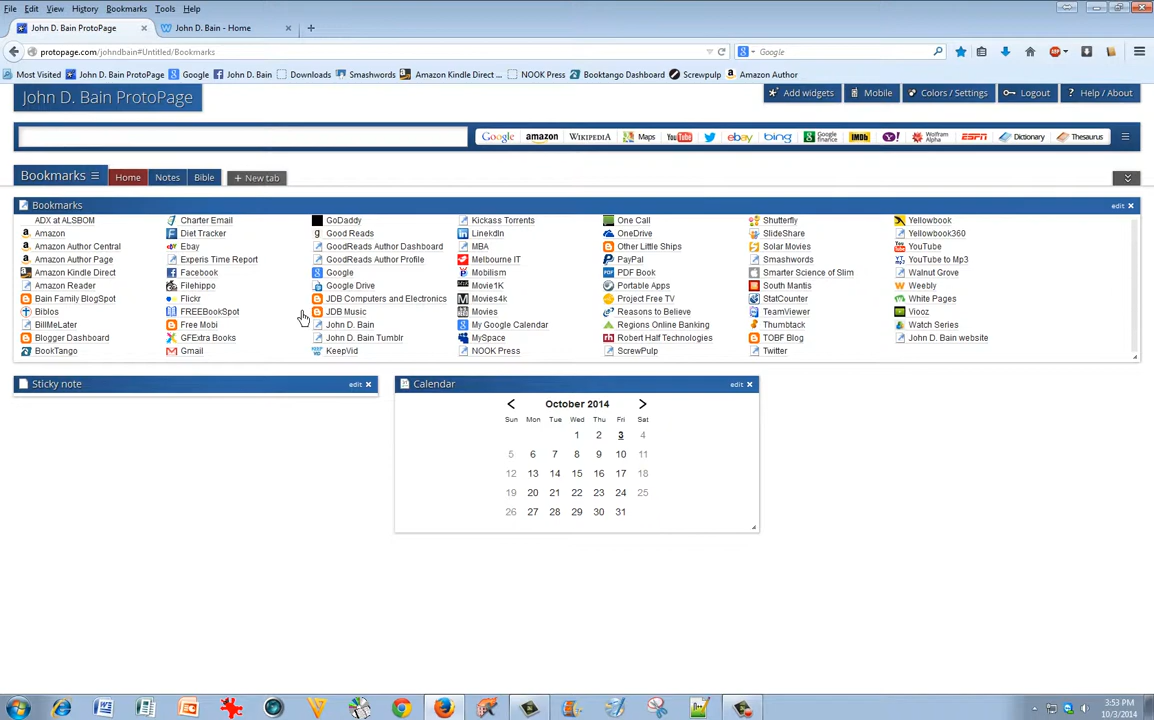 File Edit View History Bookmarks Tools Help
John D. Bain ProtoPage × John D. Bain - Home × +
protopage.com/johndbain#Untitled/Bookmarks Google
Most Visited John D. Bain ProtoPage Google John D. Bain Downloads Smashwords Amazon Kindle Direct ... NOOK Press Booktango Dashboard Screwpulp Amazon Author
John D. Bain ProtoPage Add widgets Mobile Colors / Settings Logout ? Help / About
Google amazon WIKIPEDIA Maps YouTube ebay bing Google finance IMDb Y! Wolfram Alpha ESPN Dictionary Thesaurus
Bookmarks Home Notes Bible + New tab
Bookmarks edit ×
ADX at ALSBOM Charter Email GoDaddy Kickass Torrents One Call Shutterfly Yellowbook
Amazon Diet Tracker Good Reads LinekdIn OneDrive SlideShare Yellowbook360
Amazon Author Central Ebay GoodReads Author Dashboard MBA Other Little Ships Solar Movies YouTube
Amazon Author Page Experis Time Report GoodReads Author Profile Melbourne IT PayPal Smashwords YouTube to Mp3
Amazon Kindle Direct Facebook Google Mobilism PDF Book Smarter Science of Slim Walnut Grove
Amazon Reader Filehippo Google Drive Movie1K Portable Apps South Mantis Weebly
Bain Family BlogSpot Flickr JDB Computers and Electronics Movies4k Project Free TV StatCounter White Pages
Biblos FREEBookSpot JDB Music Movies Reasons to Believe TeamViewer Viooz
BillMeLater Free Mobi John D. Bain My Google Calendar Regions Online Banking Thumbtack Watch Series
Blogger Dashboard GFExtra Books John D. Bain Tumblr MySpace Robert Half Technologies TOBF Blog John D. Bain website
BookTango Gmail KeepVid NOOK Press ScrewPulp Twitter
Sticky note edit × Calendar edit ×
< October 2014 >
Sun Mon Tue Wed Thu Fri Sat
1 2 3 4
5 6 7 8 9 10 11
12 13 14 15 16 17 18
19 20 21 22 23 24 25
26 27 28 29 30 31
3:53 PM
10/3/2014